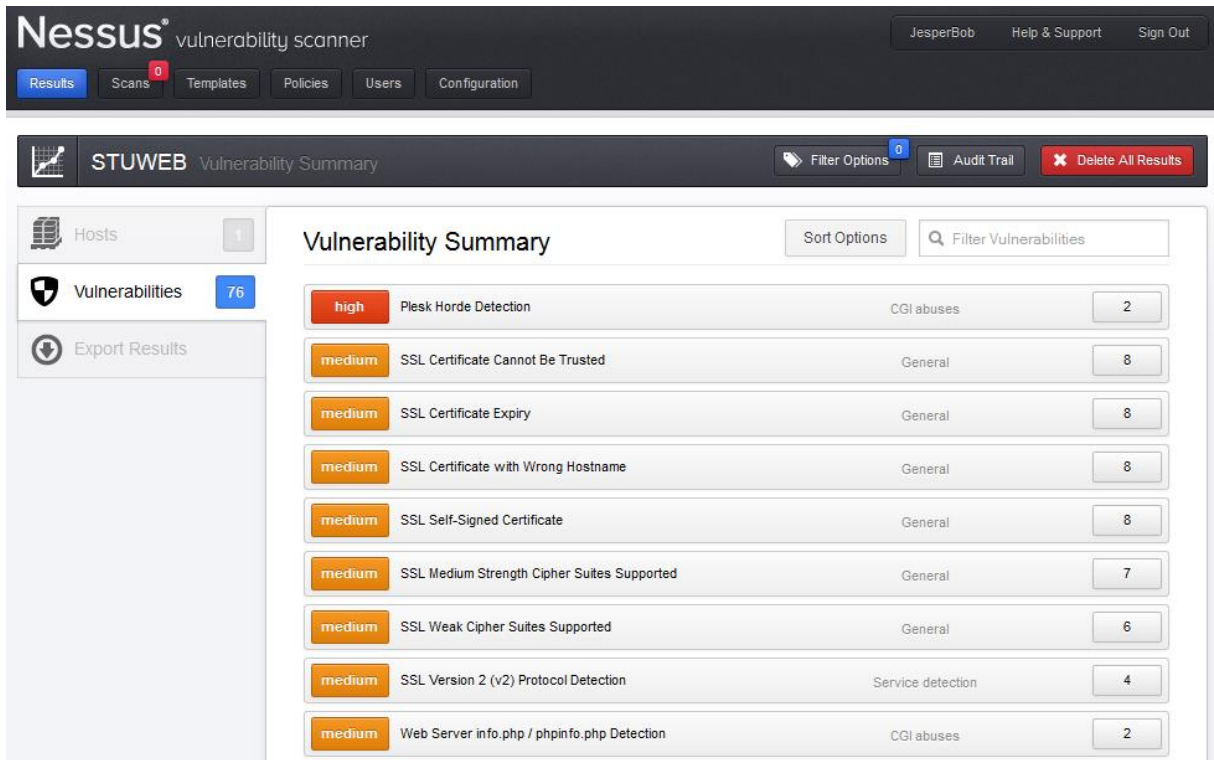 Nessus® vulnerability scanner
JesperBob Help & Support Sign Out
Results Scans 0 Templates Policies Users Configuration
STUWEB Vulnerability Summary Filter Options 0 Audit Trail Delete All Results
Hosts 1
Vulnerabilities 76
Export Results
Vulnerability Summary Sort Options Filter Vulnerabilities
high Plesk Horde Detection CGI abuses 2
medium SSL Certificate Cannot Be Trusted General 8
medium SSL Certificate Expiry General 8
medium SSL Certificate with Wrong Hostname General 8
medium SSL Self-Signed Certificate General 8
medium SSL Medium Strength Cipher Suites Supported General 7
medium SSL Weak Cipher Suites Supported General 6
medium SSL Version 2 (v2) Protocol Detection Service detection 4
medium Web Server info.php / phpinfo.php Detection CGI abuses 2